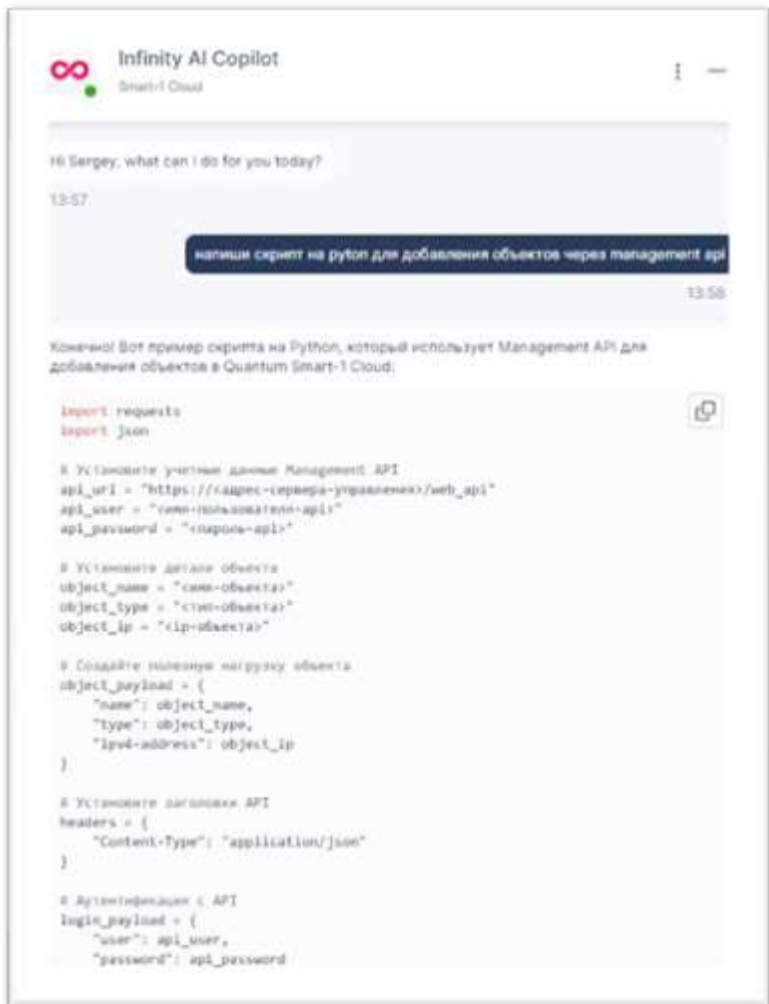 Infinity AI Copilot
Smart-1 Cloud
Hi Sergey, what can I do for you today?
13:57
напиши скрипт на pyton для добавления объектов через management api
13:58
Конечно! Вот пример скрипта на Python, который использует Management API для
добавления объектов в Quantum Smart-1 Cloud:
import requests
import json
# Установите учетные данные Management API
api_url = "https://<адрес-сервера-управления>/web_api"
api_user = "<имя-пользователя-api>"
api_password = "<пароль-api>"
# Установите детали объекта
object_name = "<имя-объекта>"
object_type = "<тип-объекта>"
object_ip = "<ip-объекта>"
# Создайте полезную нагрузку объекта
object_payload = {
"name": object_name,
"type": object_type,
"ipv4-address": object_ip
}
# Установите заголовки API
headers = {
"Content-Type": "application/json"
}
# Аутентификация с API
login_payload = {
"user": api_user,
"password": api_password